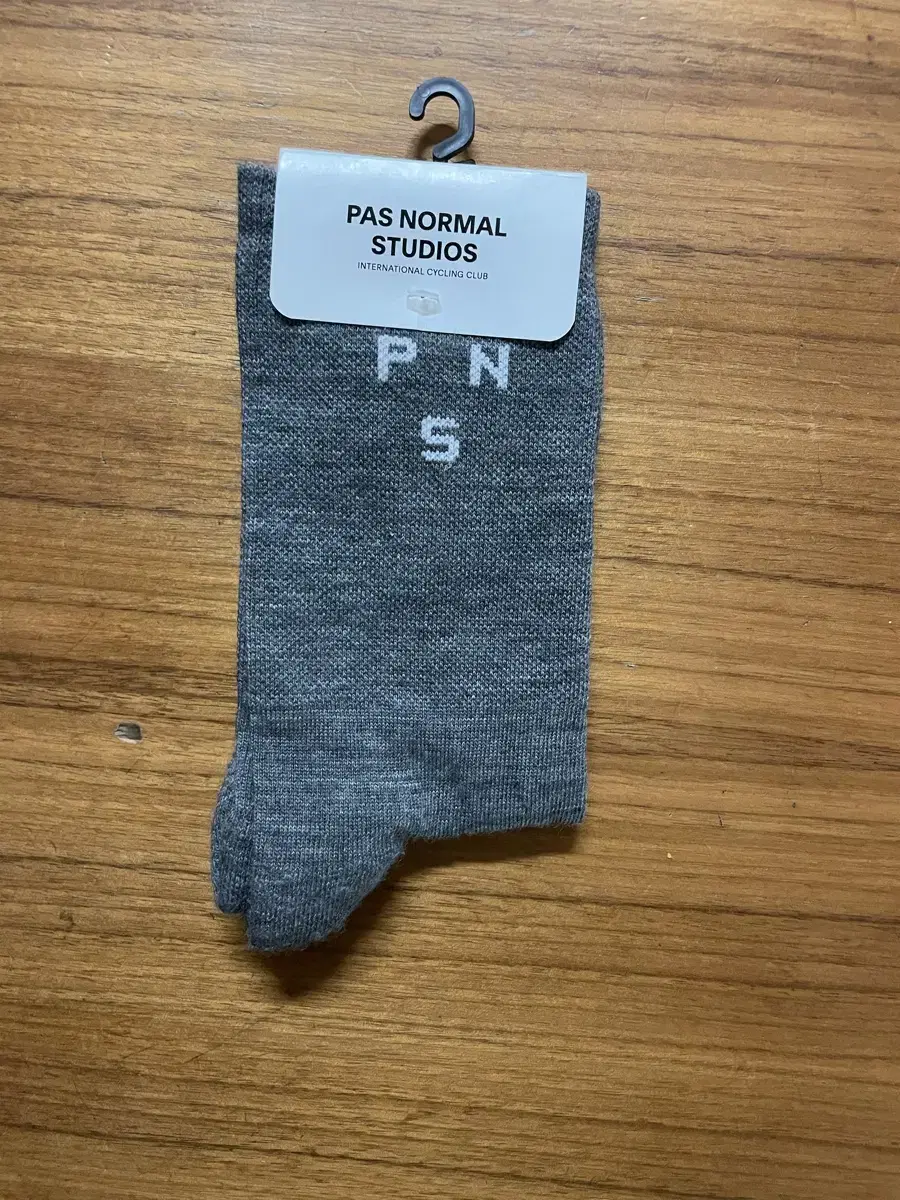 PAS NORMAL
STUDIOS
INTERNATIONAL CYCLING CLUB
P N
S